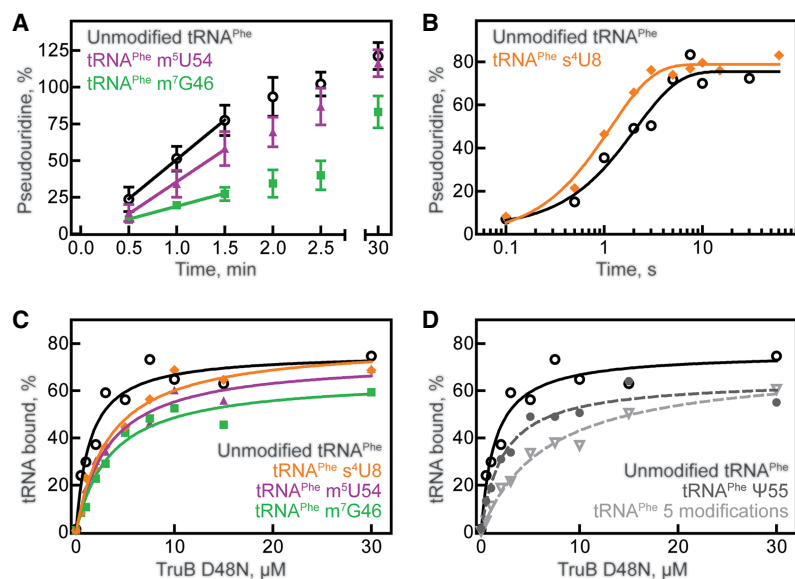 A
Unmodified tRNAPhe
tRNAPhe m5U54
tRNAPhe m7G46
Pseudouridine, %
125
100
75
50
25
0
0.0 0.5 1.0 1.5 2.0 2.5 30
Time, min
B
Unmodified tRNAPhe
tRNAPhe s4U8
Pseudouridine, %
80
60
40
20
0
0.1 1 10
Time, s
C
tRNA bound, %
80
60
40
20
0
Unmodified tRNAPhe
tRNAPhe s4U8
tRNAPhe m5U54
tRNAPhe m7G46
0 10 20 30
TruB D48N, µM
D
tRNA bound, %
80
60
40
20
0
Unmodified tRNAPhe
tRNAPhe Ψ55
tRNAPhe 5 modifications
0 10 20 30
TruB D48N, µM